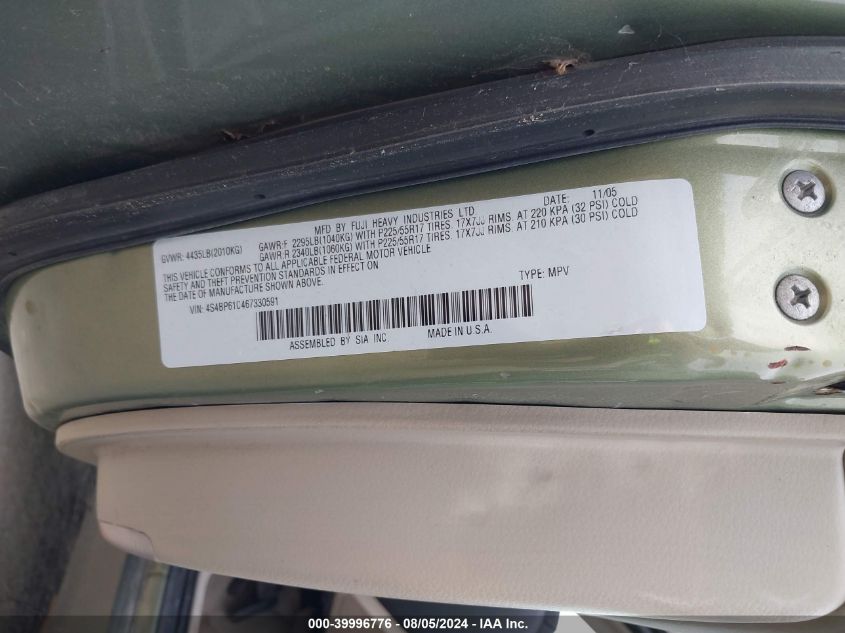 MFD BY FUJI HEAVY INDUSTRIES LTD. DATE: 11/05
GVWR: 4435LB(2010KG) GAWR:F 2295LB(1040KG) WITH P225/55R17 TIRES. 17X7JJ RIMS. AT 220 KPA (32 PSI) COLD
GAWR:R 2340LB(1060KG) WITH P225/55R17 TIRES. 17X7JJ RIMS. AT 210 KPA (30 PSI) COLD
THIS VEHICLE CONFORMS TO ALL APPLICABLE FEDERAL MOTOR VEHICLE
SAFETY AND THEFT PREVENTION STANDARDS IN EFFECT ON
THE DATE OF MANUFACTURE SHOWN ABOVE.
VIN: 4S4BP61C467330591 TYPE: MPV
ASSEMBLED BY SIA INC. MADE IN U.S.A.
000-39996776 - 08/05/2024 - IAA Inc.